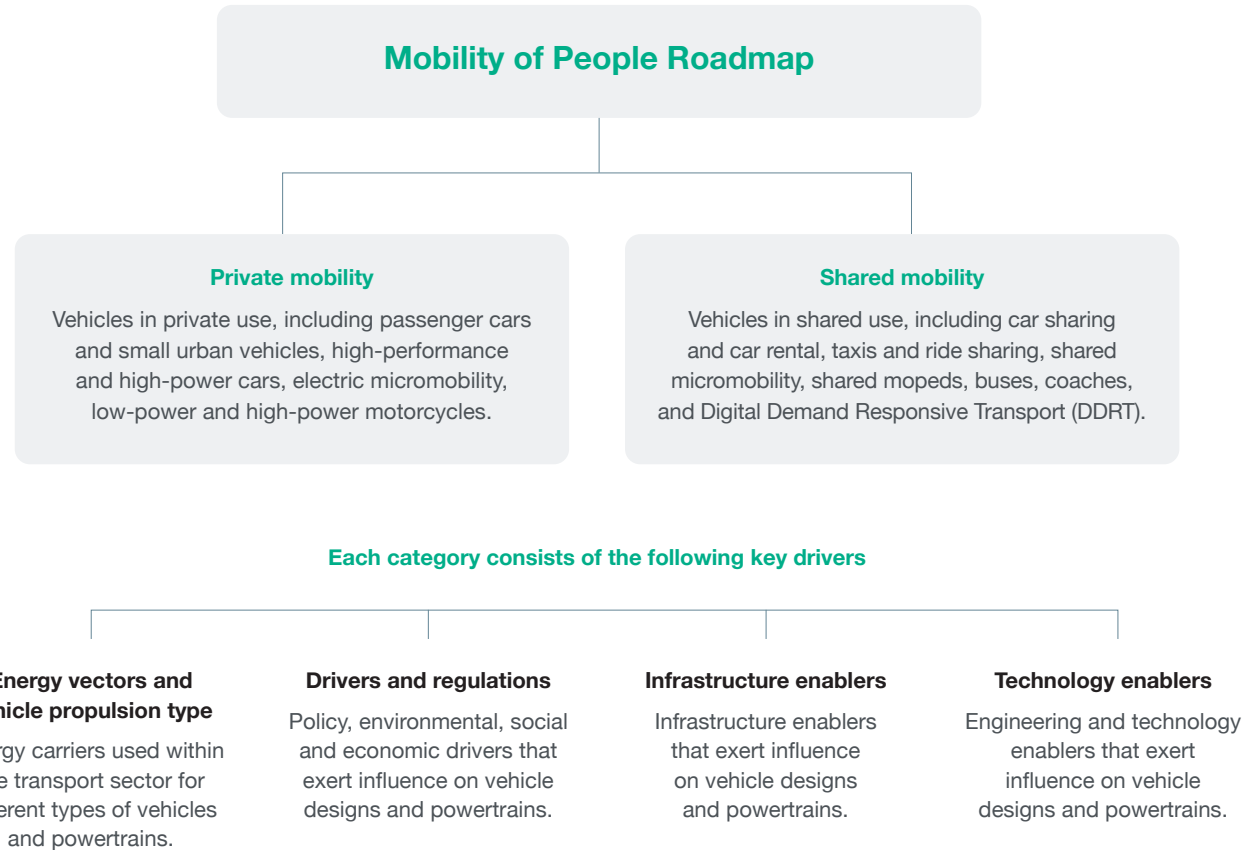 Mobility of People Roadmap
Private mobility
Vehicles in private use, including passenger cars
and small urban vehicles, high-performance
and high-power cars, electric micromobility,
low-power and high-power motorcycles.
Shared mobility
Vehicles in shared use, including car sharing
and car rental, taxis and ride sharing, shared
micromobility, shared mopeds, buses, coaches,
and Digital Demand Responsive Transport (DDRT).
Each category consists of the following key drivers
Energy vectors and
hicle propulsion type
rgy carriers used within
e transport sector for
erent types of vehicles
and powertrains.
Drivers and regulations
Policy, environmental, social
and economic drivers that
exert influence on vehicle
designs and powertrains.
Infrastructure enablers
Infrastructure enablers
that exert influence
on vehicle designs
and powertrains.
Technology enablers
Engineering and technology
enablers that exert
influence on vehicle
designs and powertrains.